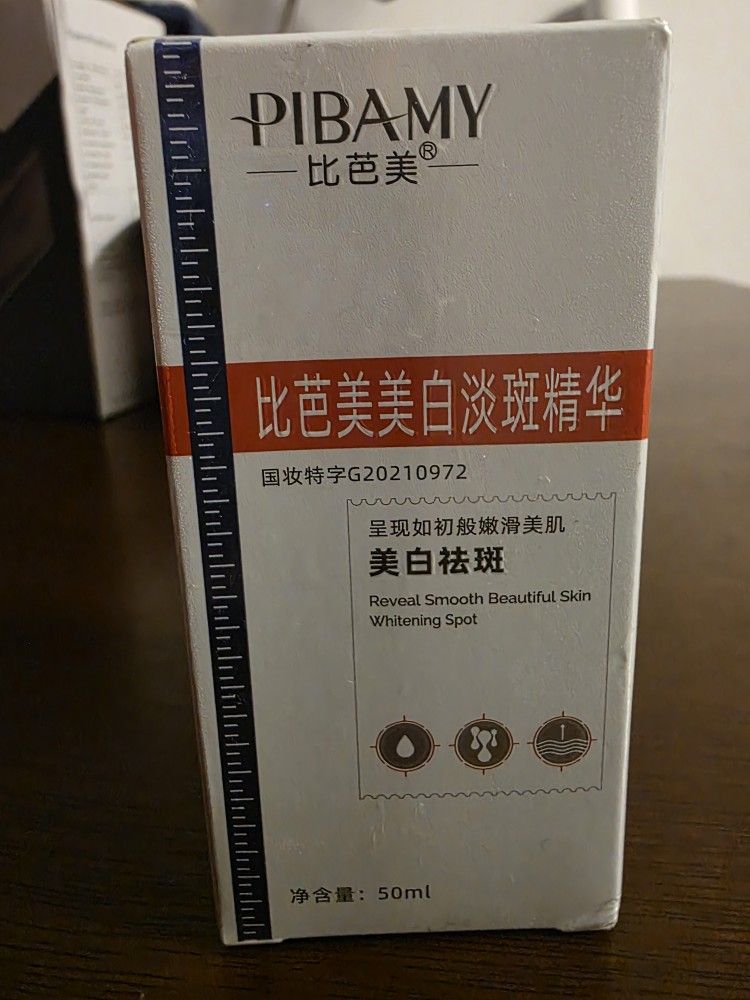 PIBAMY
比芭美®
比芭美美白淡斑精华
国妆特字G20210972
呈现如初般嫩滑美肌
美白祛斑
Reveal Smooth Beautiful Skin
Whitening Spot
净含量：50ml